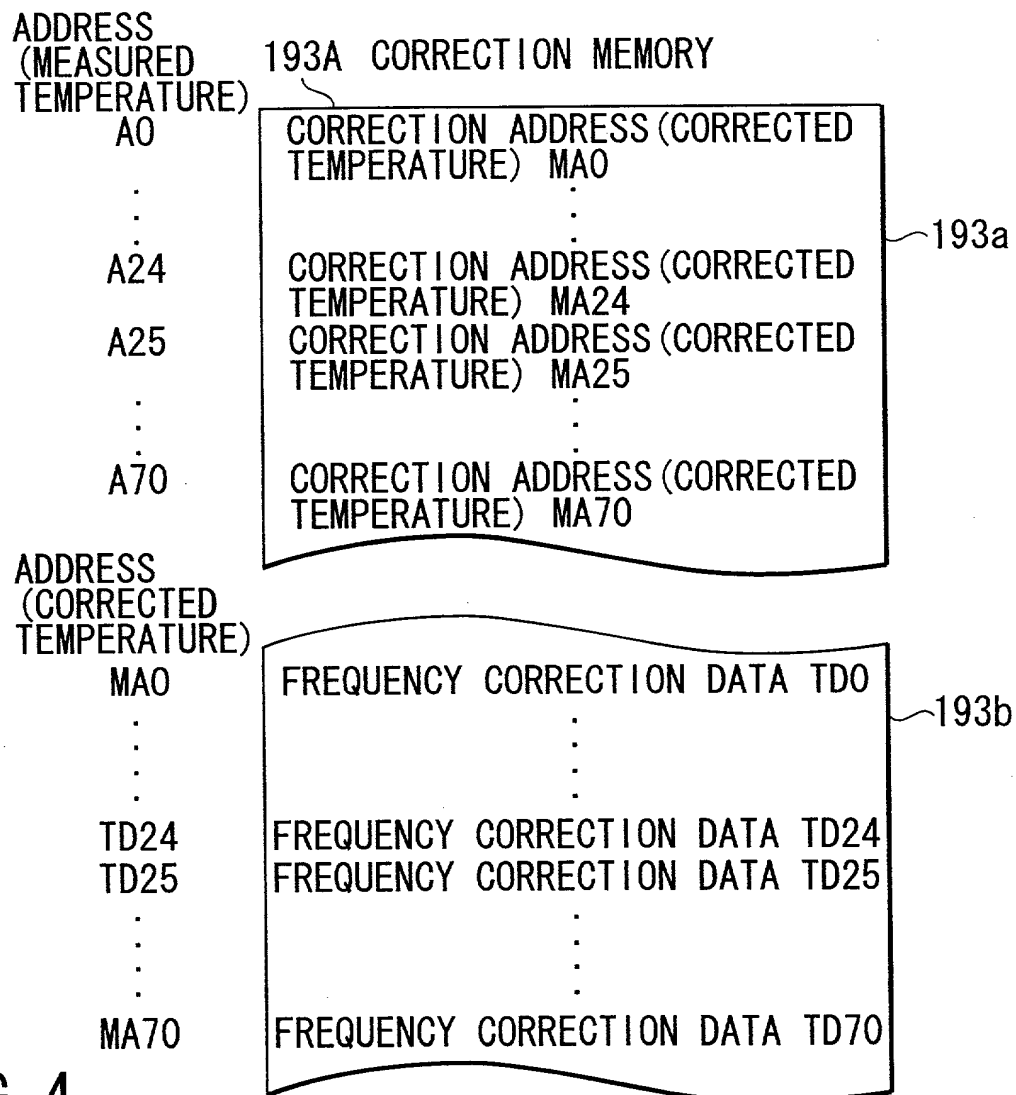 ADDRESS
(MEASURED
TEMPERATURE)
193A CORRECTION MEMORY
A0 CORRECTION ADDRESS (CORRECTED
TEMPERATURE) MA0
193a
A24 CORRECTION ADDRESS (CORRECTED
TEMPERATURE) MA24
A25 CORRECTION ADDRESS (CORRECTED
TEMPERATURE) MA25
A70 CORRECTION ADDRESS (CORRECTED
TEMPERATURE) MA70
ADDRESS
(CORRECTED
TEMPERATURE)
MA0 FREQUENCY CORRECTION DATA TD0
193b
TD24 FREQUENCY CORRECTION DATA TD24
TD25 FREQUENCY CORRECTION DATA TD25
MA70 FREQUENCY CORRECTION DATA TD70
4